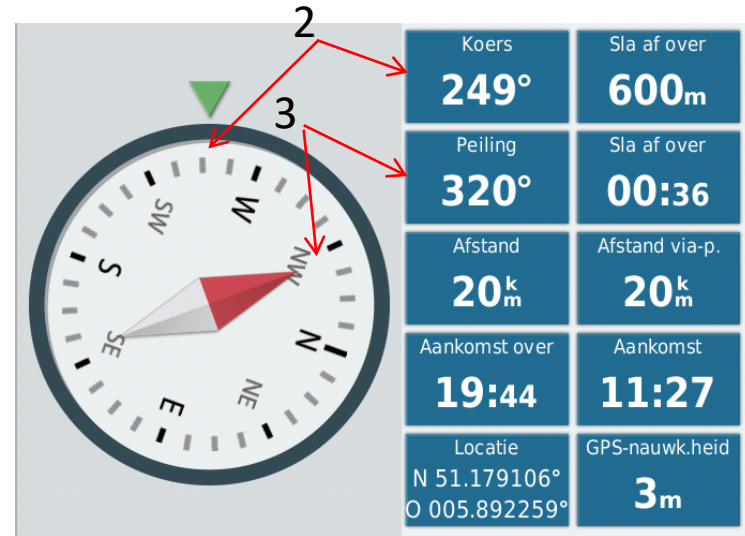 2
3
W
SW
NW
S
N
SE
NE
E
Koers
249°
Sla af over
600m
Peiling
320°
Sla af over
00:36
Afstand
20km
Afstand via-p.
20km
Aankomst over
19:44
Aankomst
11:27
Locatie
N 51.179106°
O 005.892259°
GPS-nauwk.heid
3m